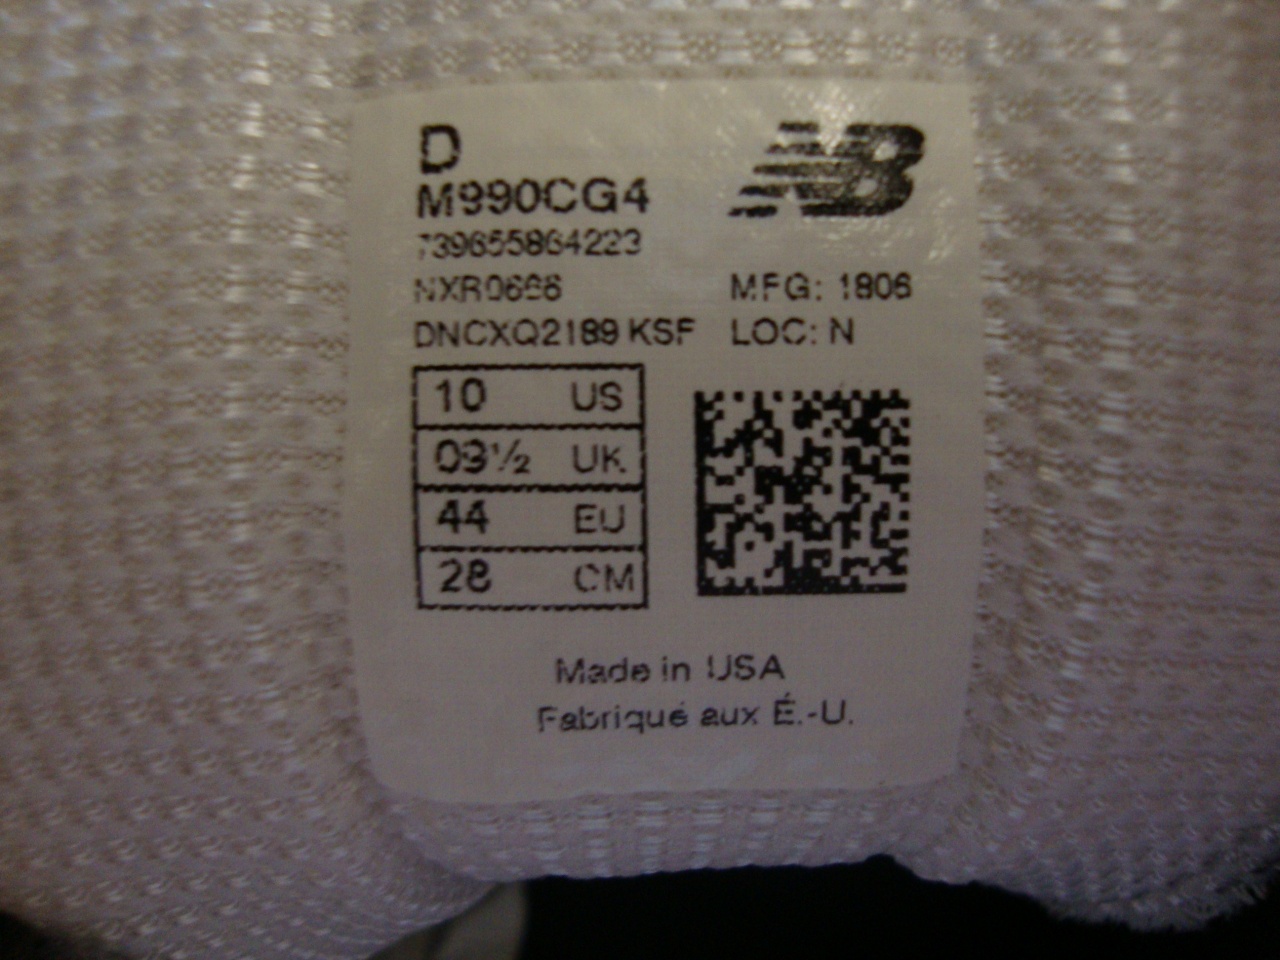 D
NB
M990CG4
739655864223
NXR0666
MFG: 1806
DNCXQ2189 KSF
LOC: N
10 US
09½ UK
44 EU
28 CM
Made in USA
Fabriqué aux É.-U.